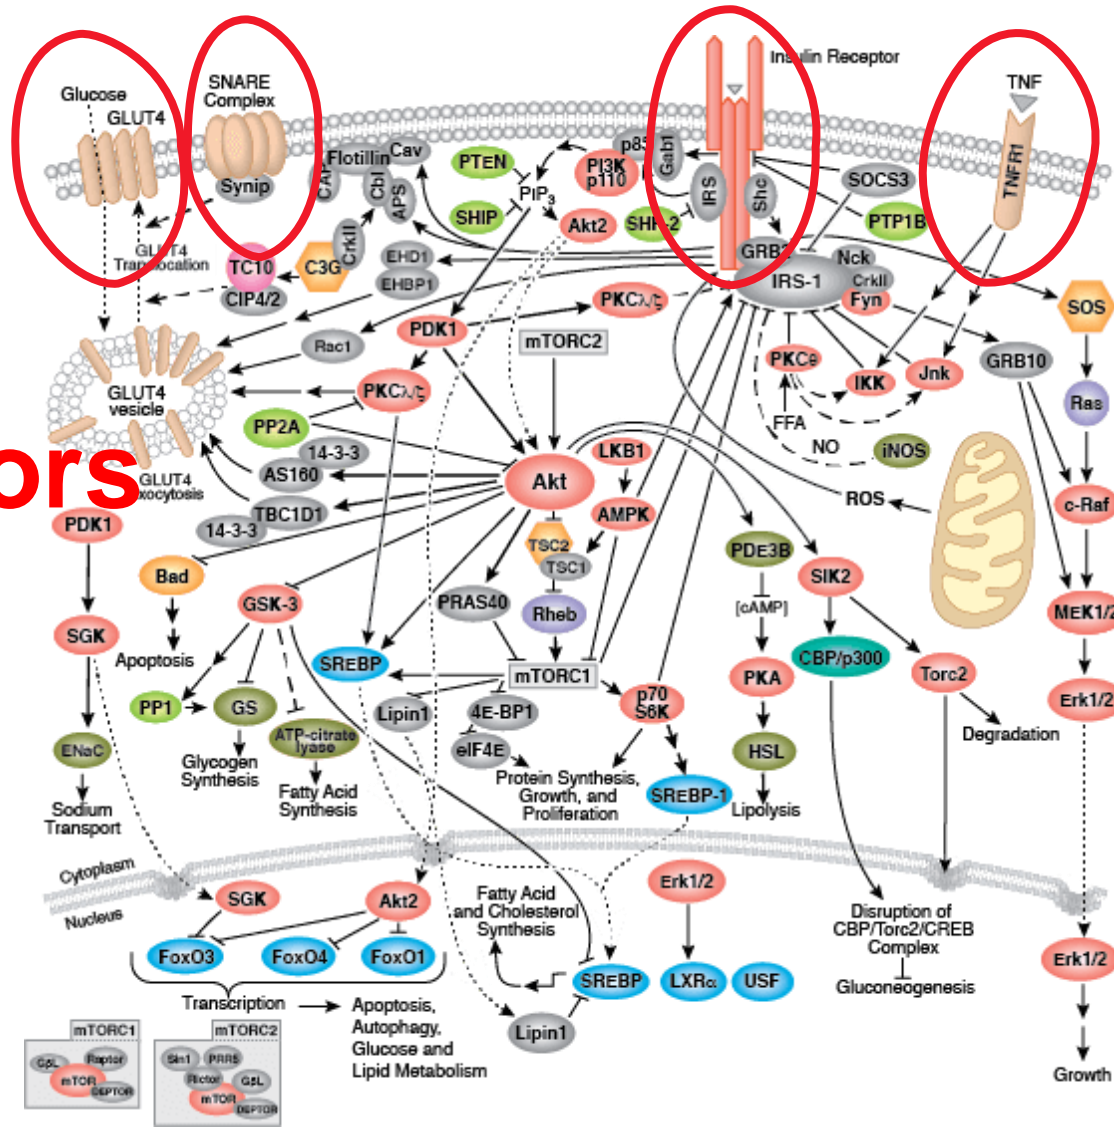 Insulin Receptor
TNF
SNARE
Complex
Glucose
GLUT4
Synip
TNFR1
Flotillin
Cav
CAP
Cbl
APS
CrkII
PTEN
SHIP
PIP3
p85
PI3K
p110
Gab1
IRS
Shc
SHP-2
Akt2
SOCS3
PTP1B
GLUT4
Translocation
TC10
C3G
CIP4/2
EHD1
EHBP1
GRB2
Nck
IRS-1
CrkII
Fyn
SOS
PKCλ/ζ
PDK1
mTORC2
Rac1
PKCθ
IKK
Jnk
GRB10
Ras
GLUT4
vesicle
PKCλ/ζ
FFA
PP2A
NO
iNOS
14-3-3
LKB1
ors
AS160
Akt
GLUT4
xocytosis
ROS
c-Raf
PDK1
TBC1D1
14-3-3
AMPK
TSC2
TSC1
PDE3B
Bad
SIK2
GSK-3
PRAS40
Rheb
[cAMP]
MEK1/2
SGK
Apoptosis
SREBP
mTORC1
CBP/p300
PKA
Torc2
PP1
GS
Lipin1
4E-BP1
p70
S6K
Erk1/2
ENaC
ATP-citrate
lyase
eIF4E
HSL
Degradation
Glycogen
Synthesis
Fatty Acid
Synthesis
Protein Synthesis,
Growth, and
Proliferation
SREBP-1
Lipolysis
Sodium
Transport
Cytoplasm
Nucleus
SGK
Akt2
Fatty Acid
and Cholesterol
Synthesis
Erk1/2
Disruption of
CBP/Torc2/CREB
Complex
FoxO3
FoxO4
FoxO1
SREBP
LXRα
USF
Erk1/2
Gluconeogenesis
Transcription
Apoptosis,
Autophagy,
Glucose and
Lipid Metabolism
Lipin1
Growth
mTORC1
GβL
Raptor
mTOR
DEPTOR
mTORC2
Sin1
PRR5
Rictor
GβL
mTOR
DEPTOR